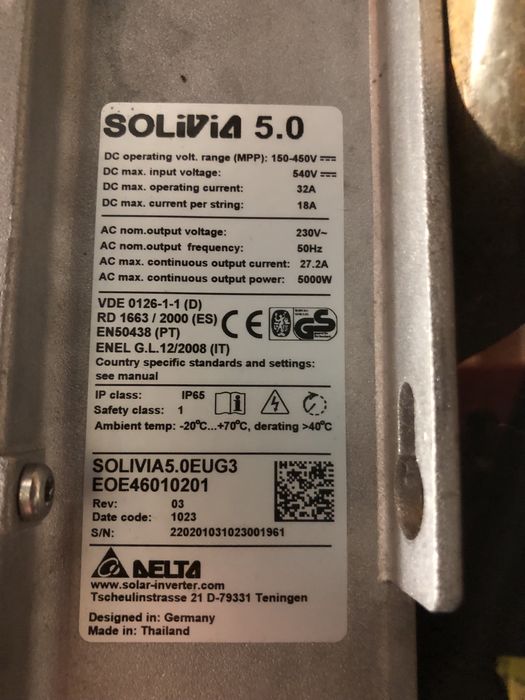 SOLiViA 5.0
DC operating volt. range (MPP): 150-450V
DC max. input voltage: 540V
DC max. operating current: 32A
DC max. current per string: 18A
AC nom.output voltage: 230V~
AC nom.output frequency: 50Hz
AC max. continuous output current: 27.2A
AC max. continuous output power: 5000W
VDE 0126-1-1 (D)
RD 1663 / 2000 (ES)
EN50438 (PT)
ENEL G.L.12/2008 (IT)
CE
GS
Country specific standards and settings:
see manual
IP class: IP65
Safety class: 1
Ambient temp: -20°C...+70°C, derating >40°C
SOLIVIA5.0EUG3
EOE46010201
Rev: 03
Date code: 1023
S/N: 220201031023001961
DELTA
www.solar-inverter.com
Tscheulinstrasse 21 D-79331 Teningen
Designed in: Germany
Made in: Thailand